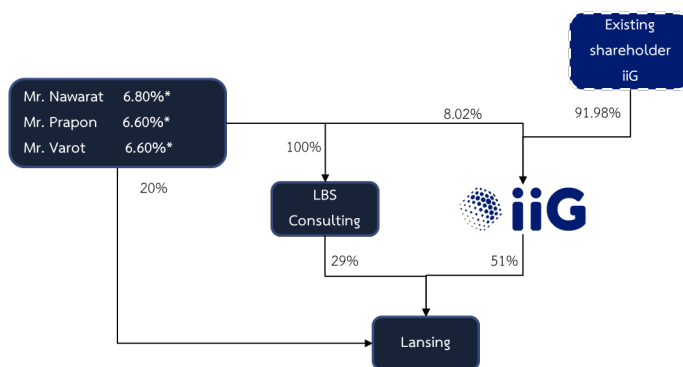 Existing
shareholder
iiG
Mr. Nawarat 6.80%*
Mr. Prapon 6.60%*
Mr. Varot 6.60%*
8.02%
91.98%
100%
20%
LBS
Consulting
iiG
29%
51%
Lansing